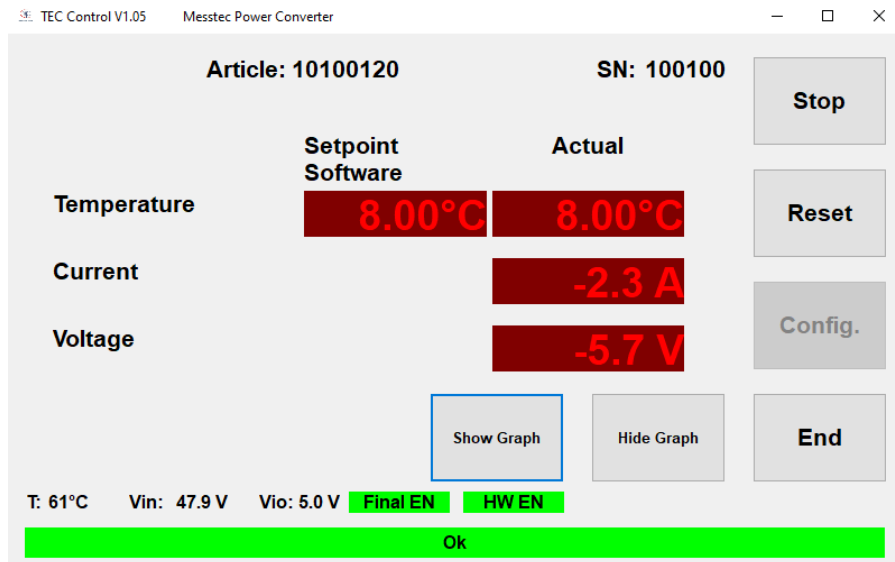 TEC Control V1.05 Messtec Power Converter
Article: 10100120 SN: 100100
Stop
Setpoint Actual
Software
Temperature 8.00°C 8.00°C
Reset
Current -2.3 A
Config.
Voltage -5.7 V
Show Graph Hide Graph End
T: 61°C Vin: 47.9 V Vio: 5.0 V Final EN HW EN
Ok